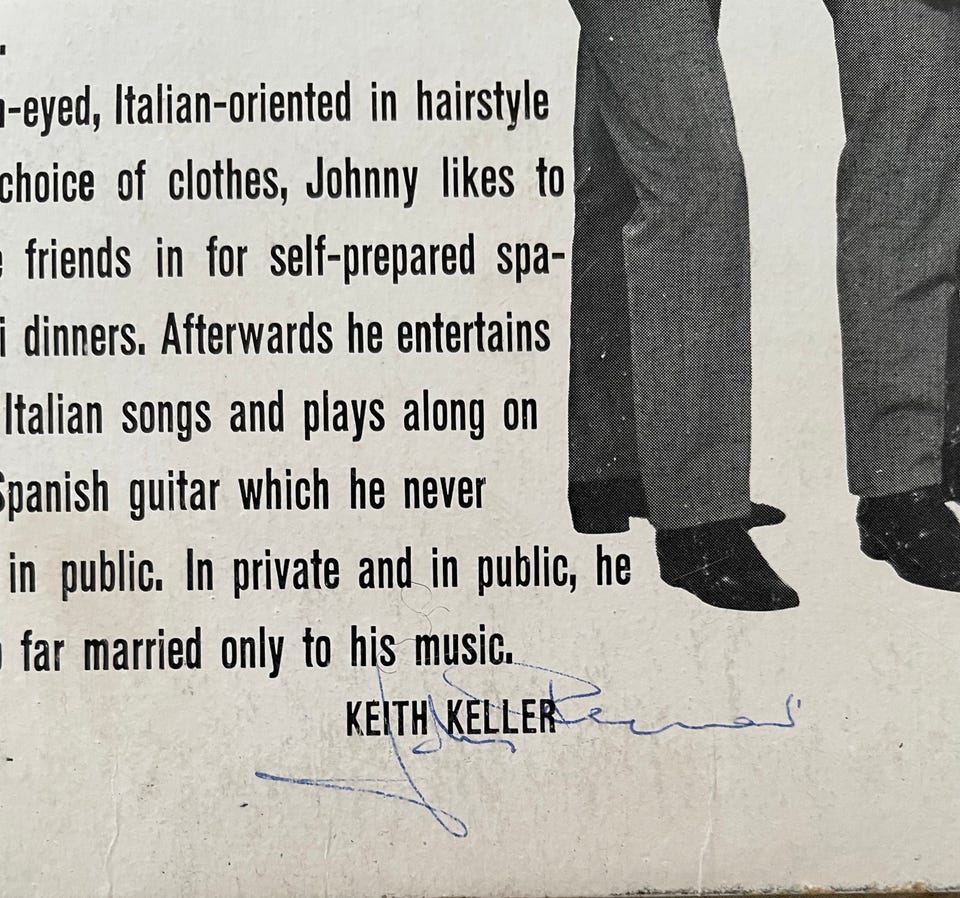 .
n-eyed, Italian-oriented in hairstyle
choice of clothes, Johnny likes to
e friends in for self-prepared spa-
i dinners. Afterwards he entertains
Italian songs and plays along on
Spanish guitar which he never
in public. In private and in public, he
o far married only to his music.
KEITH KELLER